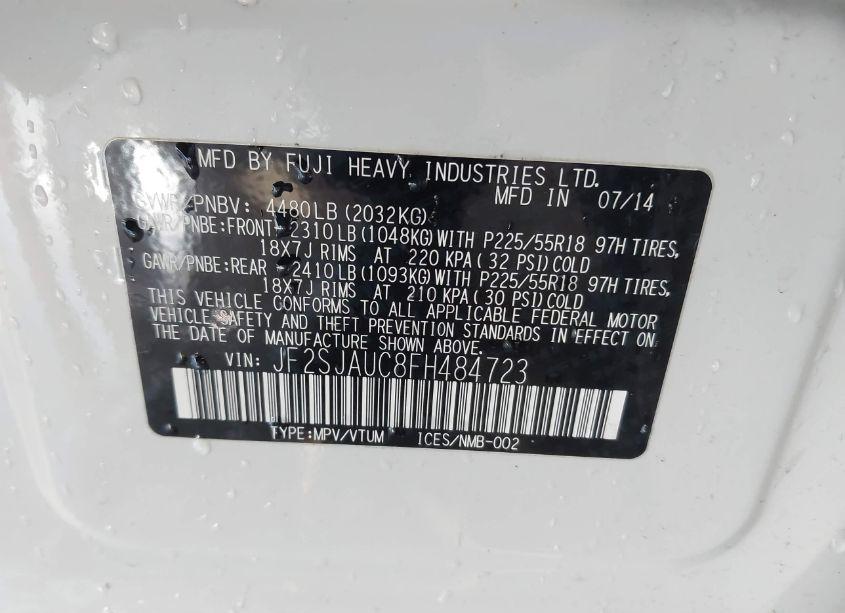 MFD BY FUJI HEAVY INDUSTRIES LTD.
MFD IN 07/14
GVWR/PNBV: 4480LB(2032KG)
GAWR/PNBE:FRONT-2310LB(1048KG)WITH P225/55R18 97H TIRES,
18X7J RIMS AT 220 KPA(32 PSI)COLD
GAWR/PNBE:REAR -2410LB(1093KG)WITH P225/55R18 97H TIRES,
18X7J RIMS AT 210 KPA(30 PSI)COLD
THIS VEHICLE CONFORMS TO ALL APPLICABLE FEDERAL MOTOR
VEHICLE SAFETY AND THEFT PREVENTION STANDARDS IN EFFECT ON
THE DATE OF MANUFACTURE SHOWN ABOVE.
VIN: JF2SJAUC8FH484723
TYPE:MPV/VTUM ICES/NMB-002